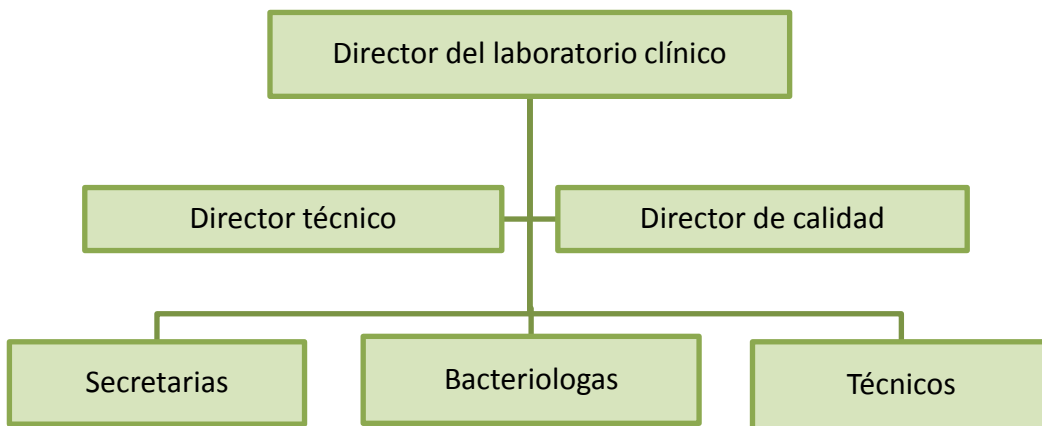 Director del laboratorio clínico
Director técnico
Director de calidad
Secretarias
Bacteriologas
Técnicos